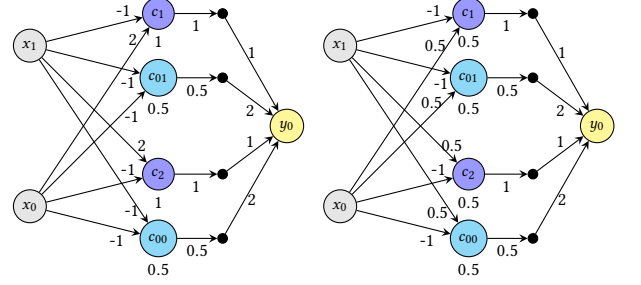 -1 c₁ 1 1
x₁ 2 -1
c₀₁ 0.5 0.5 -1
1 2 y₀
2 c₂ 1 1 -1 1
x₀ -1 -1
c₀₀ 0.5 0.5 2
-1 c₁ 1 0.5
x₁ 0.5 -1
c₀₁ 0.5 0.5 0.5
1 2 y₀
0.5 c₂ 1 0.5 -1 1
x₀ 0.5 -1
c₀₀ 0.5 0.5 2